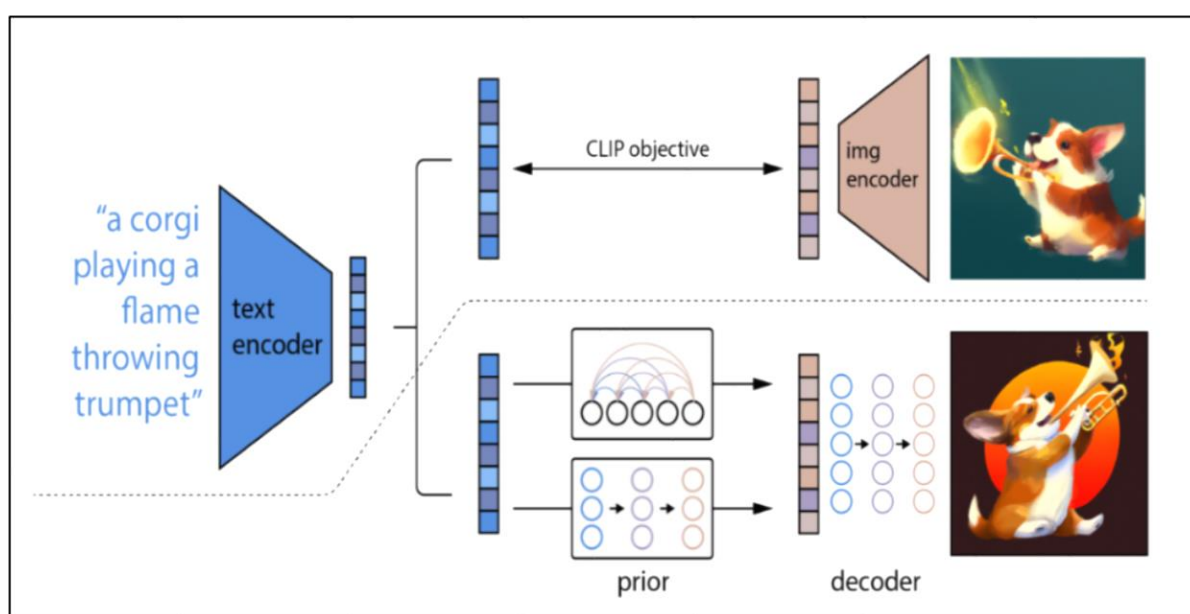 “a corgi
playing a
flame
throwing
trumpet”
text
encoder
CLIP objective
img
encoder
prior
decoder